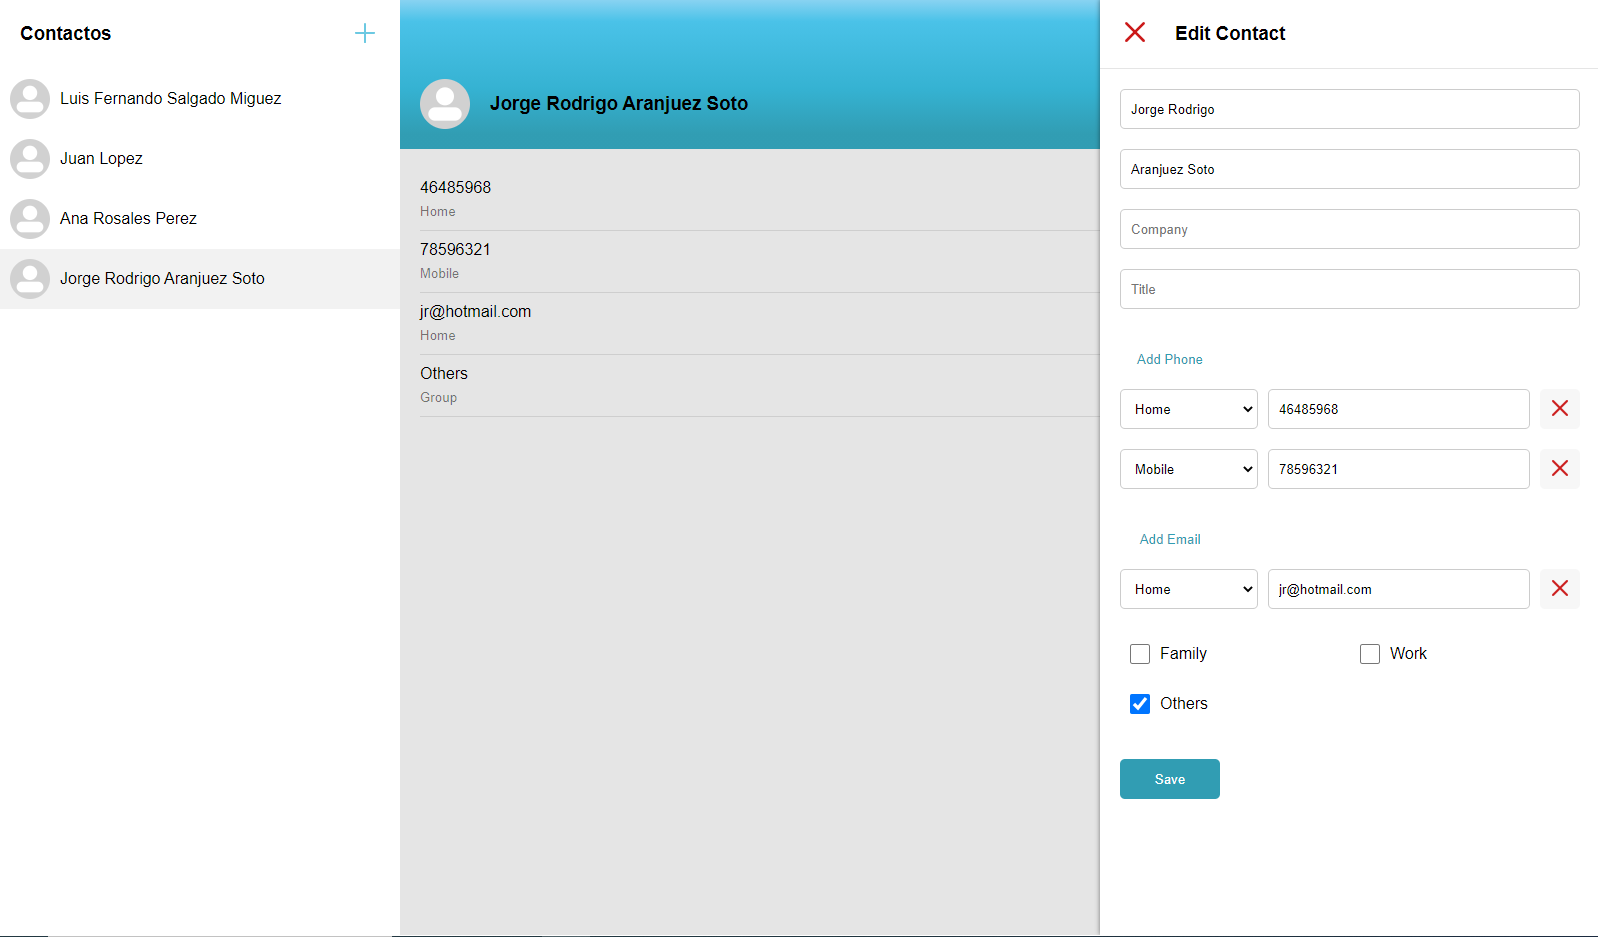 Contactos
Luis Fernando Salgado Miguez
Juan Lopez
Ana Rosales Perez
Jorge Rodrigo Aranjuez Soto
Jorge Rodrigo Aranjuez Soto
46485968
Home
78596321
Mobile
jr@hotmail.com
Home
Others
Group
Edit Contact
Jorge Rodrigo
Aranjuez Soto
Company
Title
Add Phone
Home 46485968
Mobile 78596321
Add Email
Home jr@hotmail.com
Family Work
Others
Save